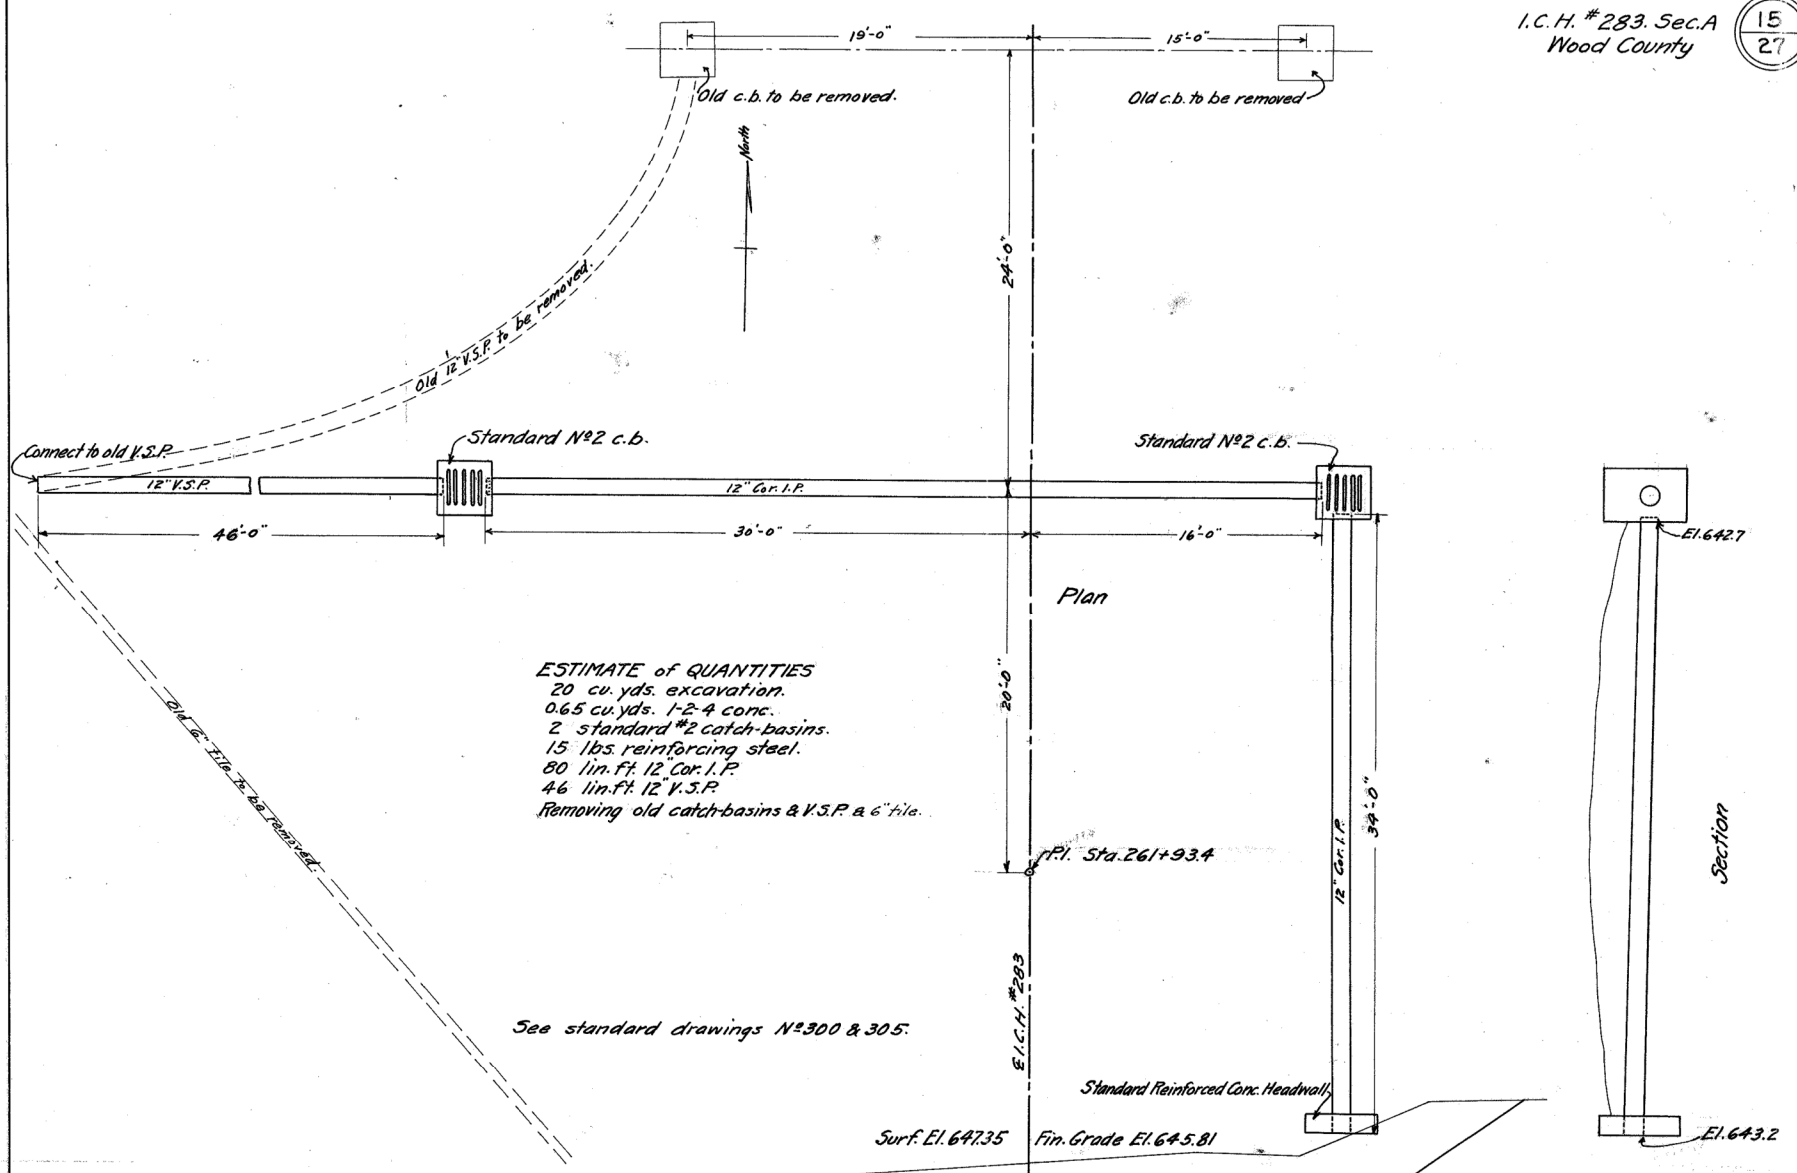 I.C.H. #283. Sec.A
Wood County
15
27
19'-0"
15'-0"
Old c.b. to be removed.
Old c.b. to be removed
North
24'-0"
Old 12" V.S.P. to be removed.
Connect to old V.S.P.
Standard Nº2 c.b.
Standard Nº2 c.b.
12" V.S.P.
12" Cor. I.P.
46'-0"
30'-0"
16'-0"
El.642.7
Plan
ESTIMATE of QUANTITIES
20 cu. yds. excavation.
0.65 cu. yds. 1-2-4 conc.
2 standard #2 catch-basins.
15 lbs. reinforcing steel.
80 lin. ft. 12" Cor. I.P.
46 lin. ft. 12" V.S.P.
Removing old catch-basins & V.S.P. & 6" tile.
20'-0"
Old 6" tile to be removed.
34'-0"
12" Cor. I.P.
Section
P.I. Sta. 261+93.4
℄ I.C.H. #283
See standard drawings Nº300 & 305.
Standard Reinforced Conc. Headwall
Surf. El. 647.35
Fin. Grade El. 645.81
El. 643.2